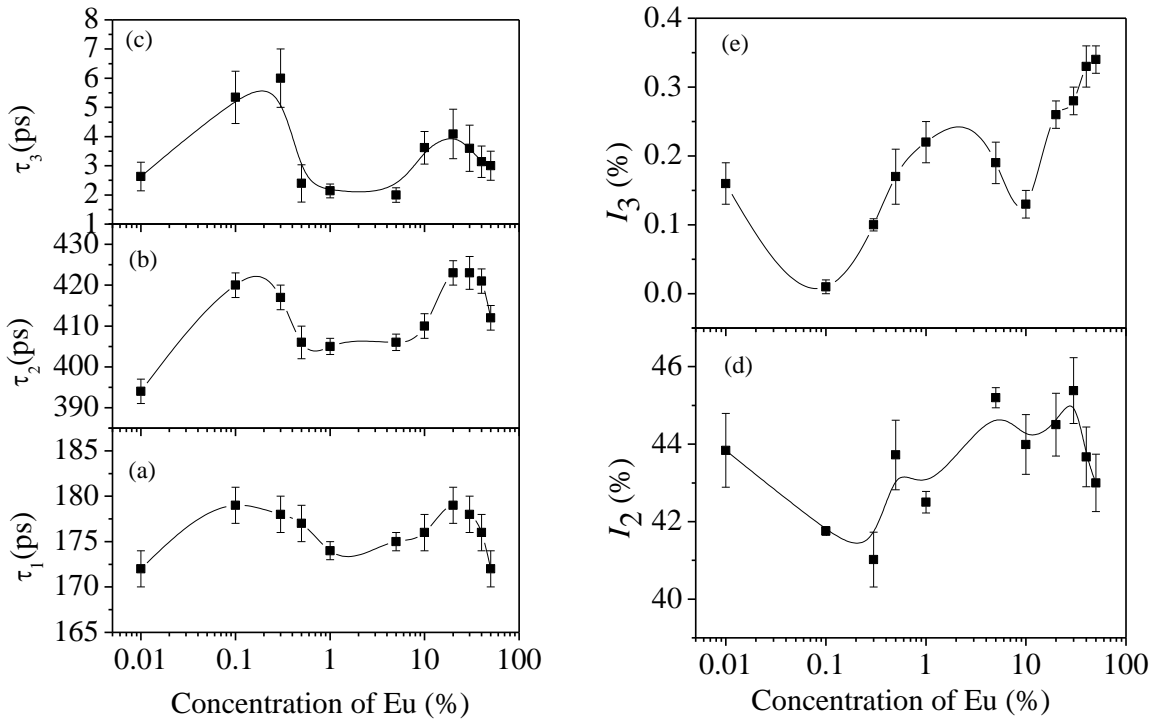 (c)
8
7
6
5
4
3
2
1
τ3(ps)
(b)
430
420
410
400
390
τ2(ps)
(a)
185
180
175
170
165
τ1(ps)
0.01 0.1 1 10 100
Concentration of Eu (%)
(e)
0.4
0.3
0.2
0.1
0.0
I3 (%)
(d)
46
44
42
40
I2 (%)
0.01 0.1 1 10 100
Concentration of Eu (%)